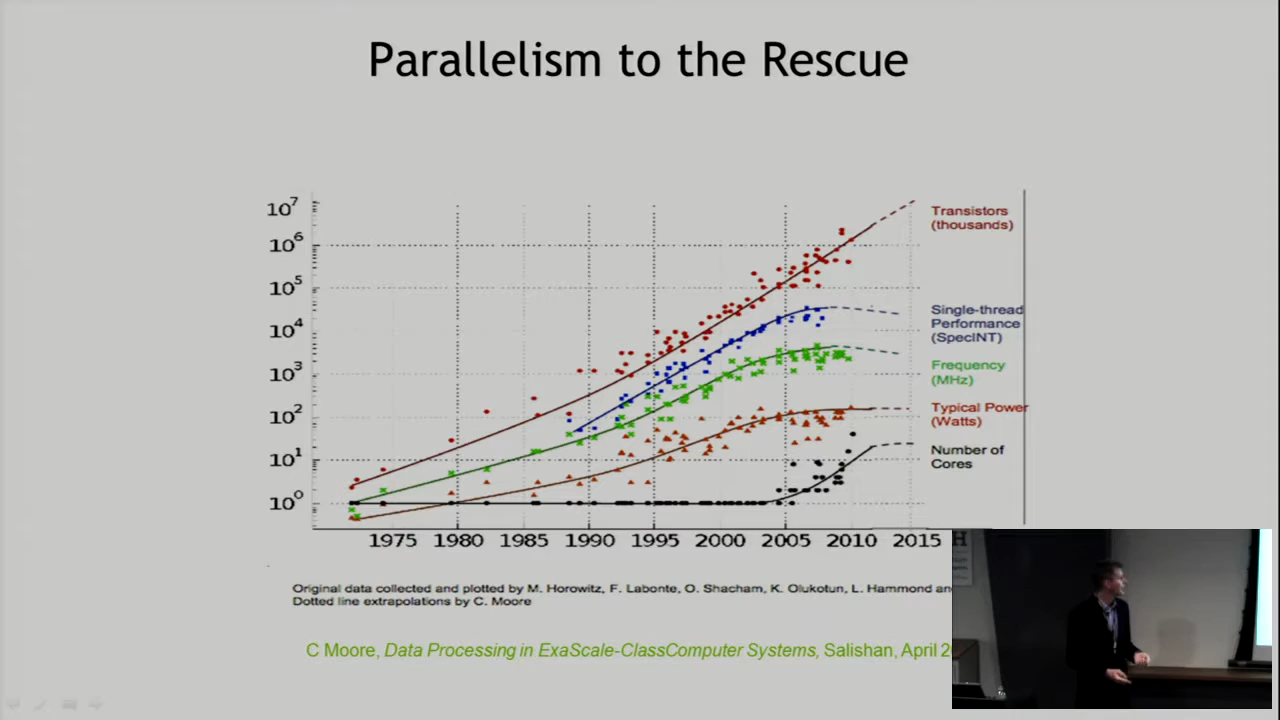 Parallelism to the Rescue
10⁷
10⁶
10⁵
10⁴
10³
10²
10¹
10⁰
Transistors
(thousands)
Single-thread
Performance
(SpecINT)
Frequency
(MHz)
Typical Power
(Watts)
Number of
Cores
1975 1980 1985 1990 1995 2000 2005 2010 2015
Original data collected and plotted by M. Horowitz, F. Labonte, O. Shacham, K. Olukotun, L. Hammond
Dotted line extrapolations by C. Moore
C Moore, Data Processing in ExaScale-ClassComputer Systems, Salishan, April
H